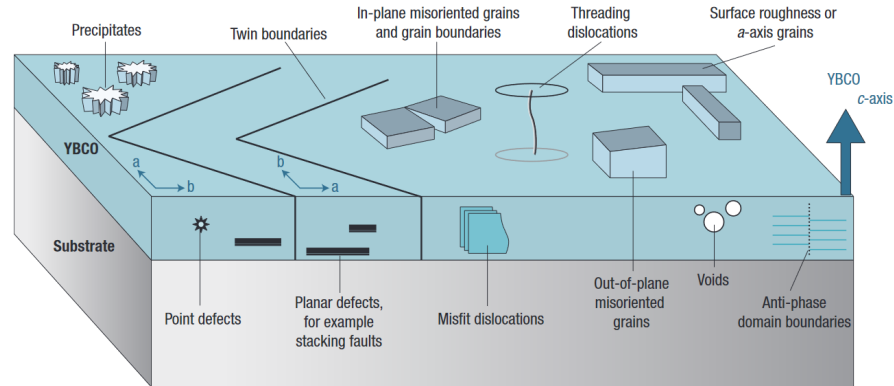 Precipitates
Twin boundaries
In-plane misoriented grains
and grain boundaries
Threading
dislocations
Surface roughness or
a-axis grains
YBCO
c-axis
YBCO
a
b
b
a
Substrate
Point defects
Planar defects,
for example
stacking faults
Misfit dislocations
Out-of-plane
misoriented
grains
Voids
Anti-phase
domain boundaries